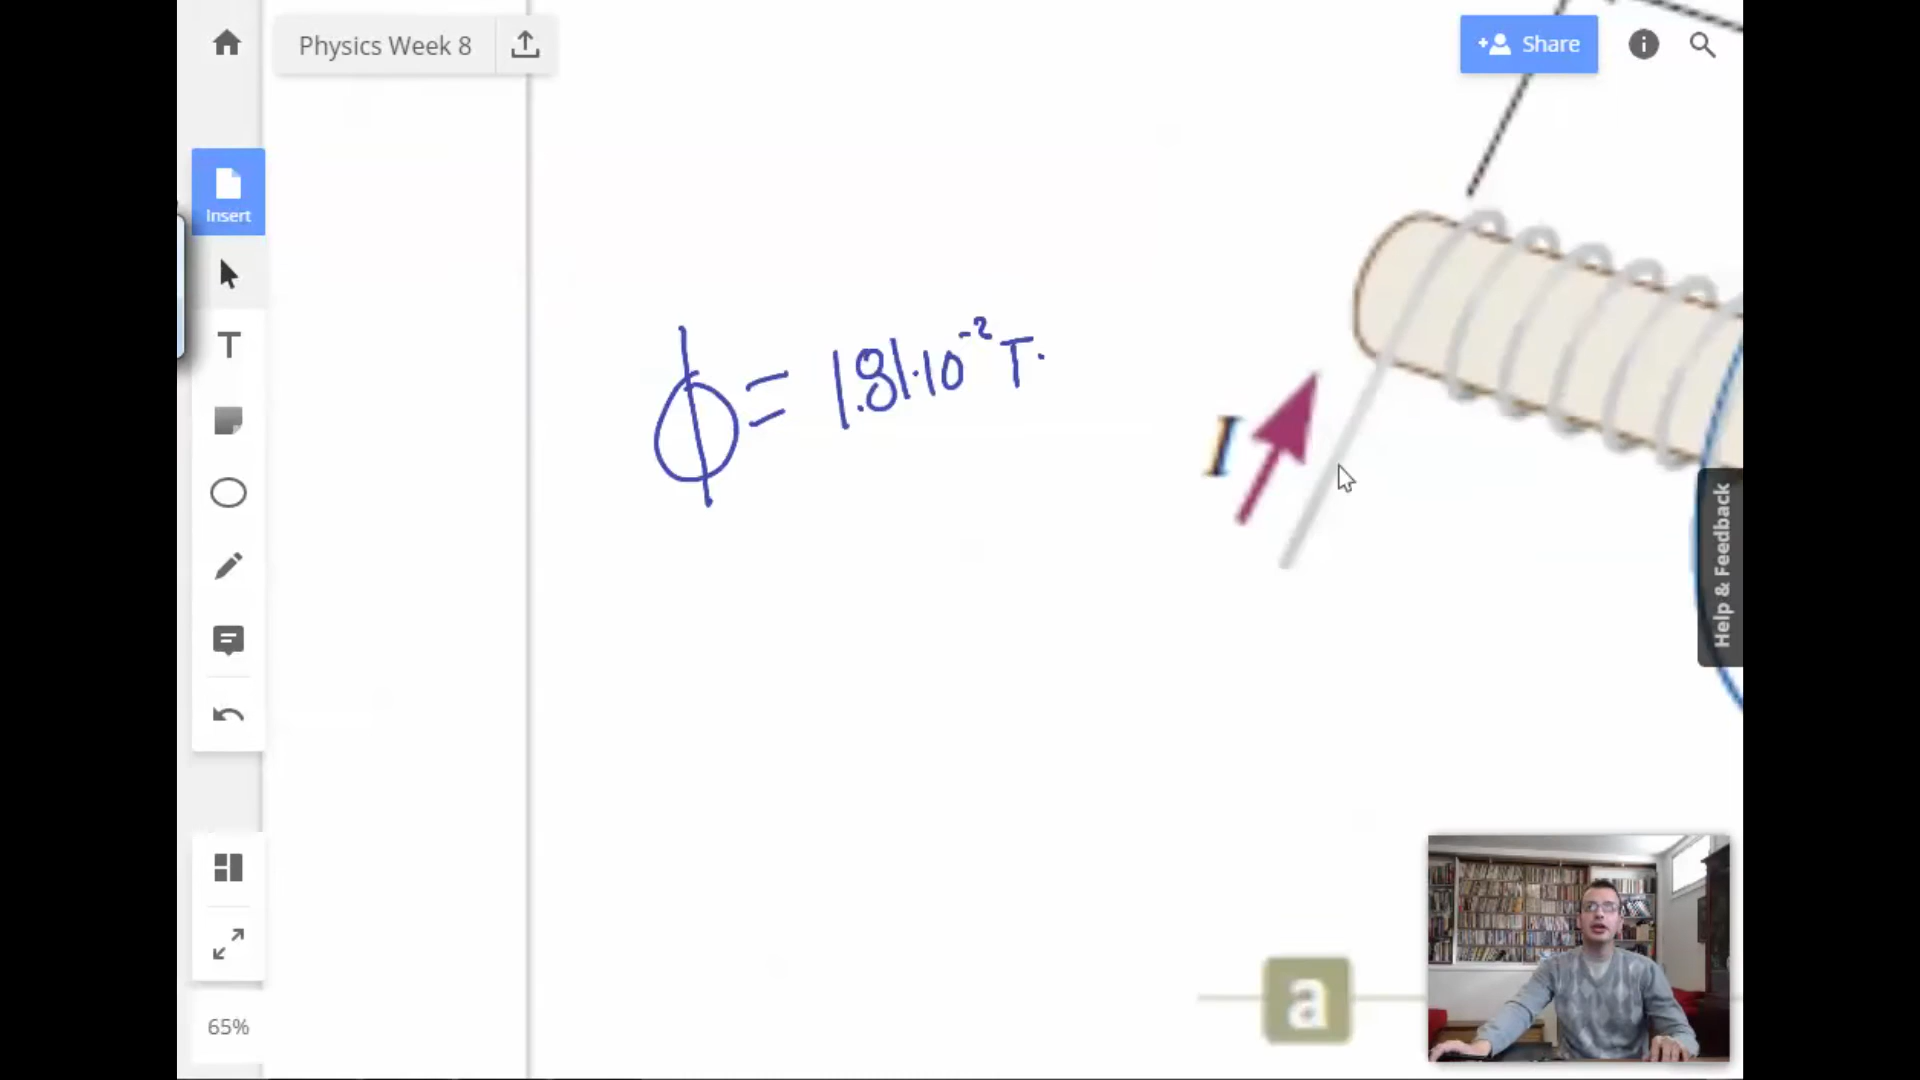 Physics Week 8
Share
Insert
T
ϕ = 1.81·10⁻² T·
I
Help & Feedback
a
65%